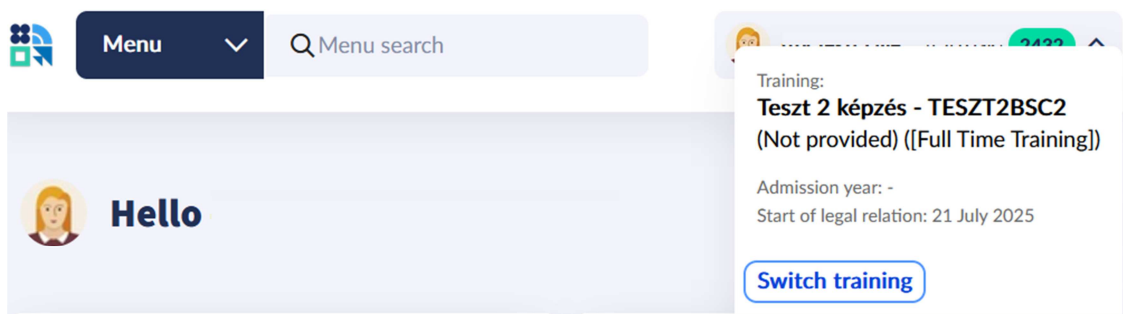 Menu
Menu search
2432
Training:
Teszt 2 képzés - TESZT2BSC2
(Not provided) ([Full Time Training])
Admission year: -
Start of legal relation: 21 July 2025
Hello
Switch training